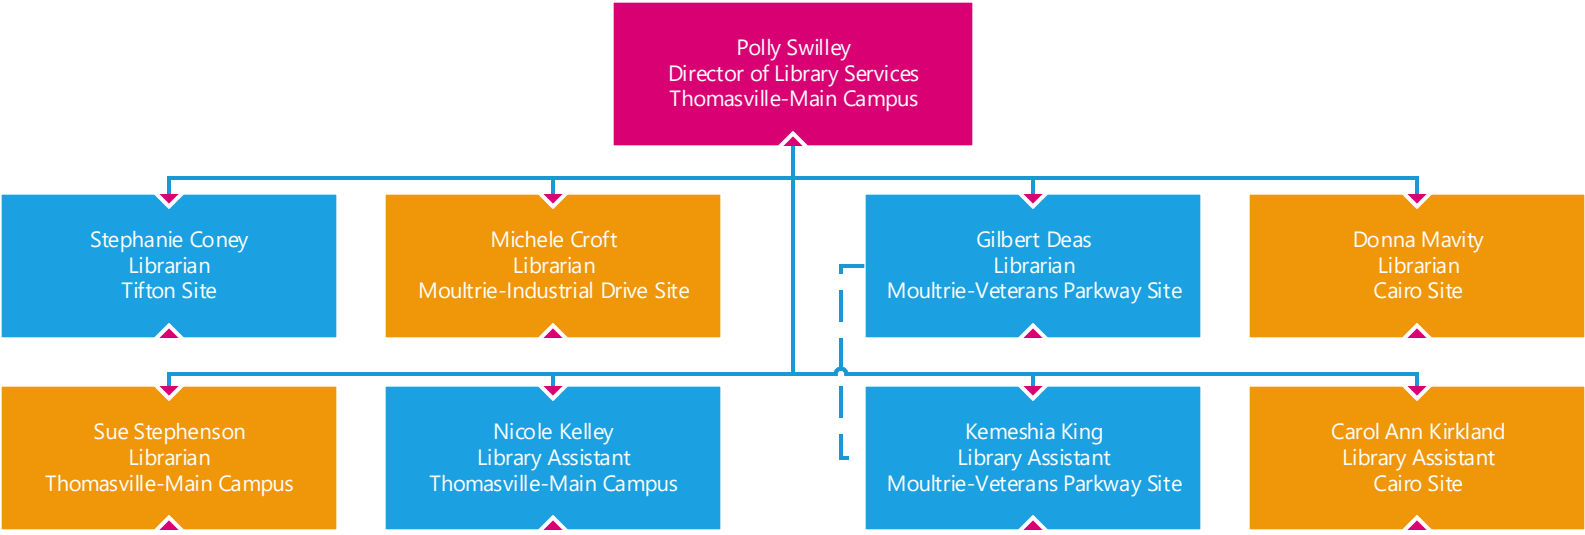 Polly Swilley
Director of Library Services
Thomasville-Main Campus
Stephanie Coney
Librarian
Tifton Site
Michele Croft
Librarian
Moultrie-Industrial Drive Site
Gilbert Deas
Librarian
Moultrie-Veterans Parkway Site
Donna Mavity
Librarian
Cairo Site
Sue Stephenson
Librarian
Thomasville-Main Campus
Nicole Kelley
Library Assistant
Thomasville-Main Campus
Kemeshia King
Library Assistant
Moultrie-Veterans Parkway Site
Carol Ann Kirkland
Library Assistant
Cairo Site